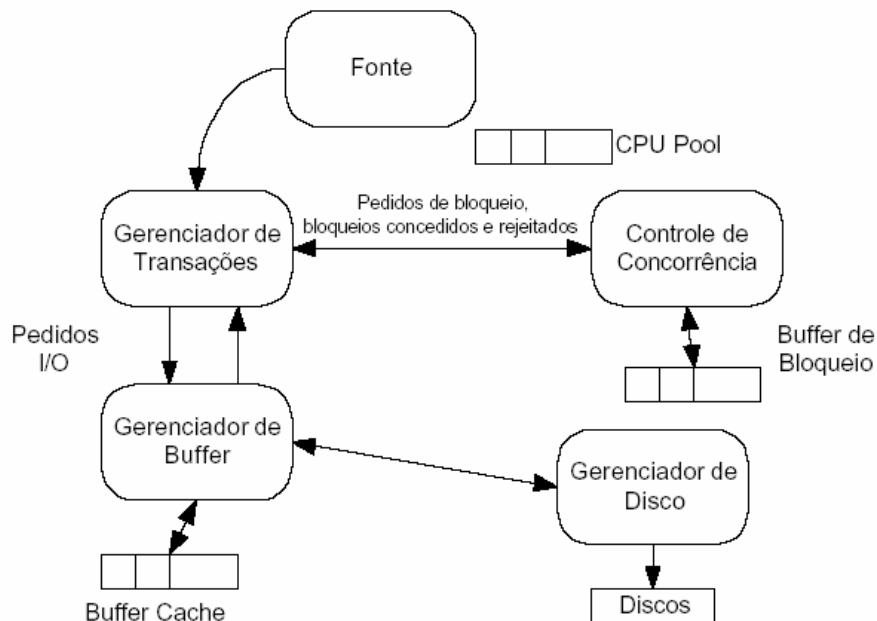 Fonte
CPU Pool
Pedidos de bloqueio,
bloqueios concedidos e rejeitados
Gerenciador de
Transações
Controle de
Concorrência
Pedidos
I/O
Buffer de
Bloqueio
Gerenciador de
Buffer
Gerenciador de
Disco
Buffer Cache
Discos